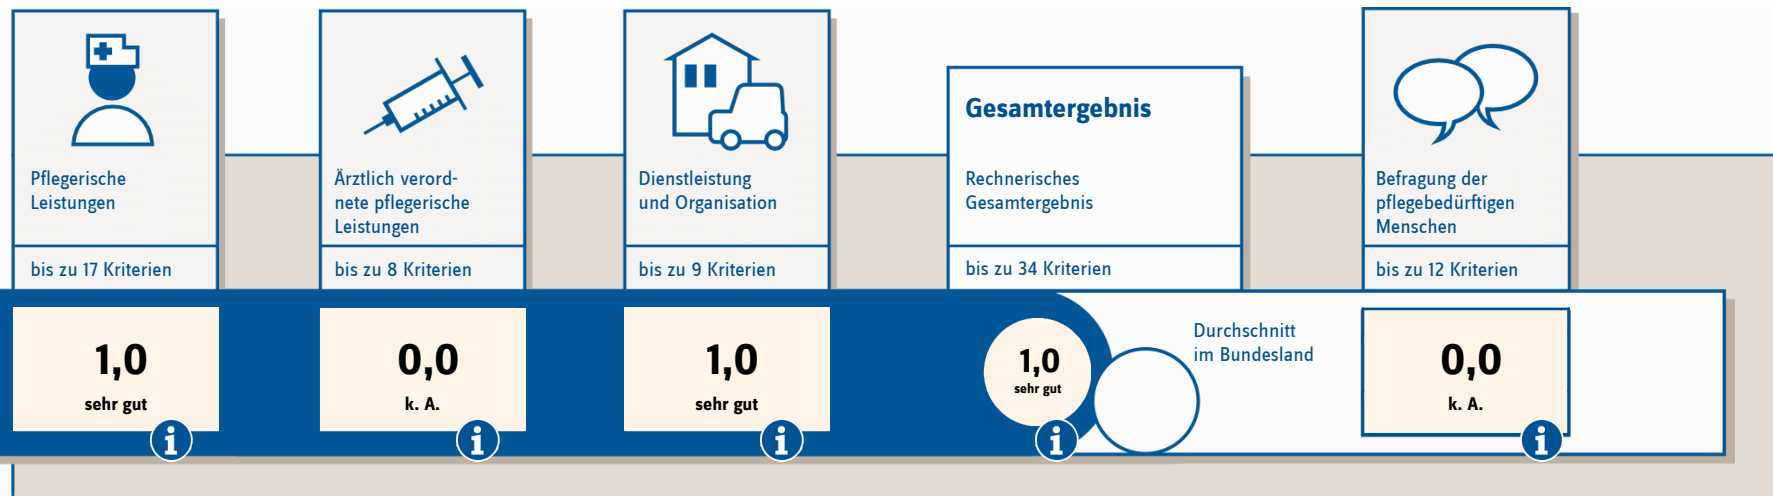 Pflegerische
Leistungen
bis zu 17 Kriterien
1,0
sehr gut
i
Ärztlich verord-
nete pflegerische
Leistungen
bis zu 8 Kriterien
0,0
k. A.
i
Dienstleistung
und Organisation
bis zu 9 Kriterien
1,0
sehr gut
i
Gesamtergebnis
Rechnerisches
Gesamtergebnis
bis zu 34 Kriterien
1,0
sehr gut
i
Durchschnitt
im Bundesland
Befragung der
pflegebedürftigen
Menschen
bis zu 12 Kriterien
0,0
k. A.
i